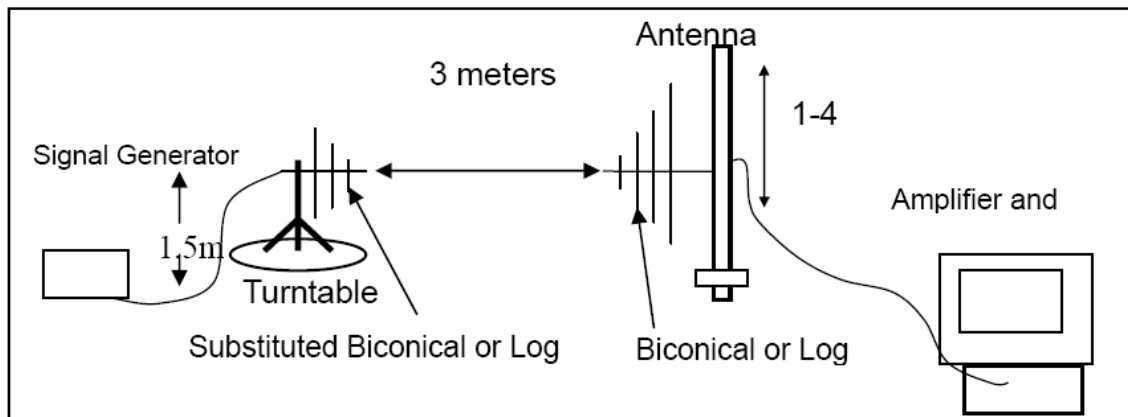 Antenna
3 meters
1-4
Signal Generator
Amplifier and
1.5m
Turntable
Substituted Biconical or Log
Biconical or Log